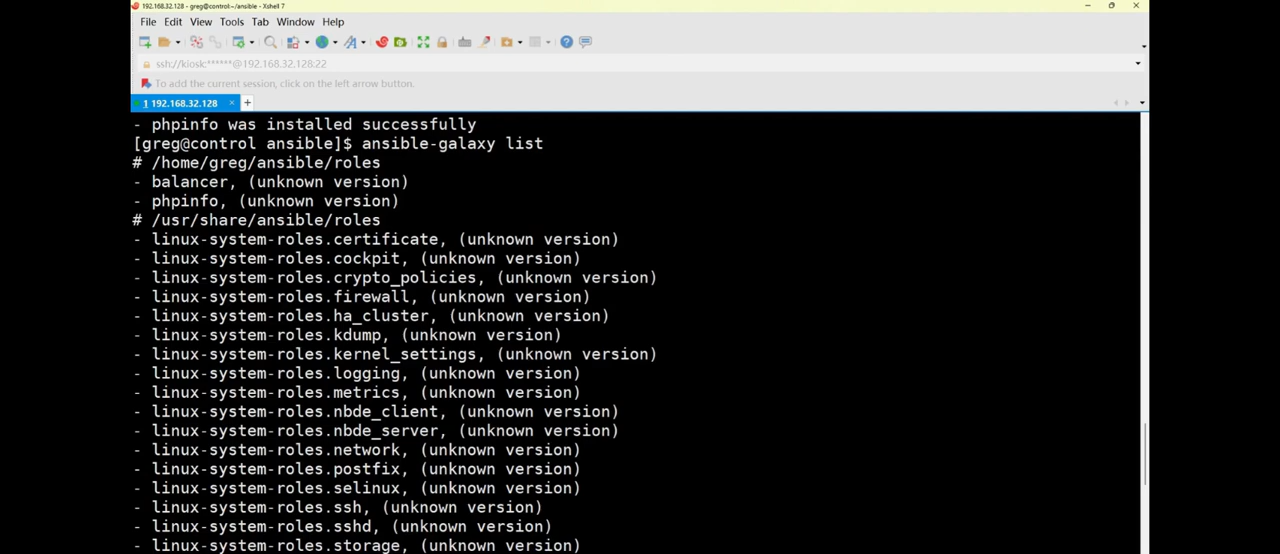 192.168.32.128 - greg@control:~/ansible - Xshell 7
File Edit View Tools Tab Window Help
ssh://kiosk:******@192.168.32.128:22
To add the current session, click on the left arrow button.
1 192.168.32.128 × +
- phpinfo was installed successfully
[greg@control ansible]$ ansible-galaxy list
# /home/greg/ansible/roles
- balancer, (unknown version)
- phpinfo, (unknown version)
# /usr/share/ansible/roles
- linux-system-roles.certificate, (unknown version)
- linux-system-roles.cockpit, (unknown version)
- linux-system-roles.crypto_policies, (unknown version)
- linux-system-roles.firewall, (unknown version)
- linux-system-roles.ha_cluster, (unknown version)
- linux-system-roles.kdump, (unknown version)
- linux-system-roles.kernel_settings, (unknown version)
- linux-system-roles.logging, (unknown version)
- linux-system-roles.metrics, (unknown version)
- linux-system-roles.nbde_client, (unknown version)
- linux-system-roles.nbde_server, (unknown version)
- linux-system-roles.network, (unknown version)
- linux-system-roles.postfix, (unknown version)
- linux-system-roles.selinux, (unknown version)
- linux-system-roles.ssh, (unknown version)
- linux-system-roles.sshd, (unknown version)
- linux-system-roles.storage, (unknown version)